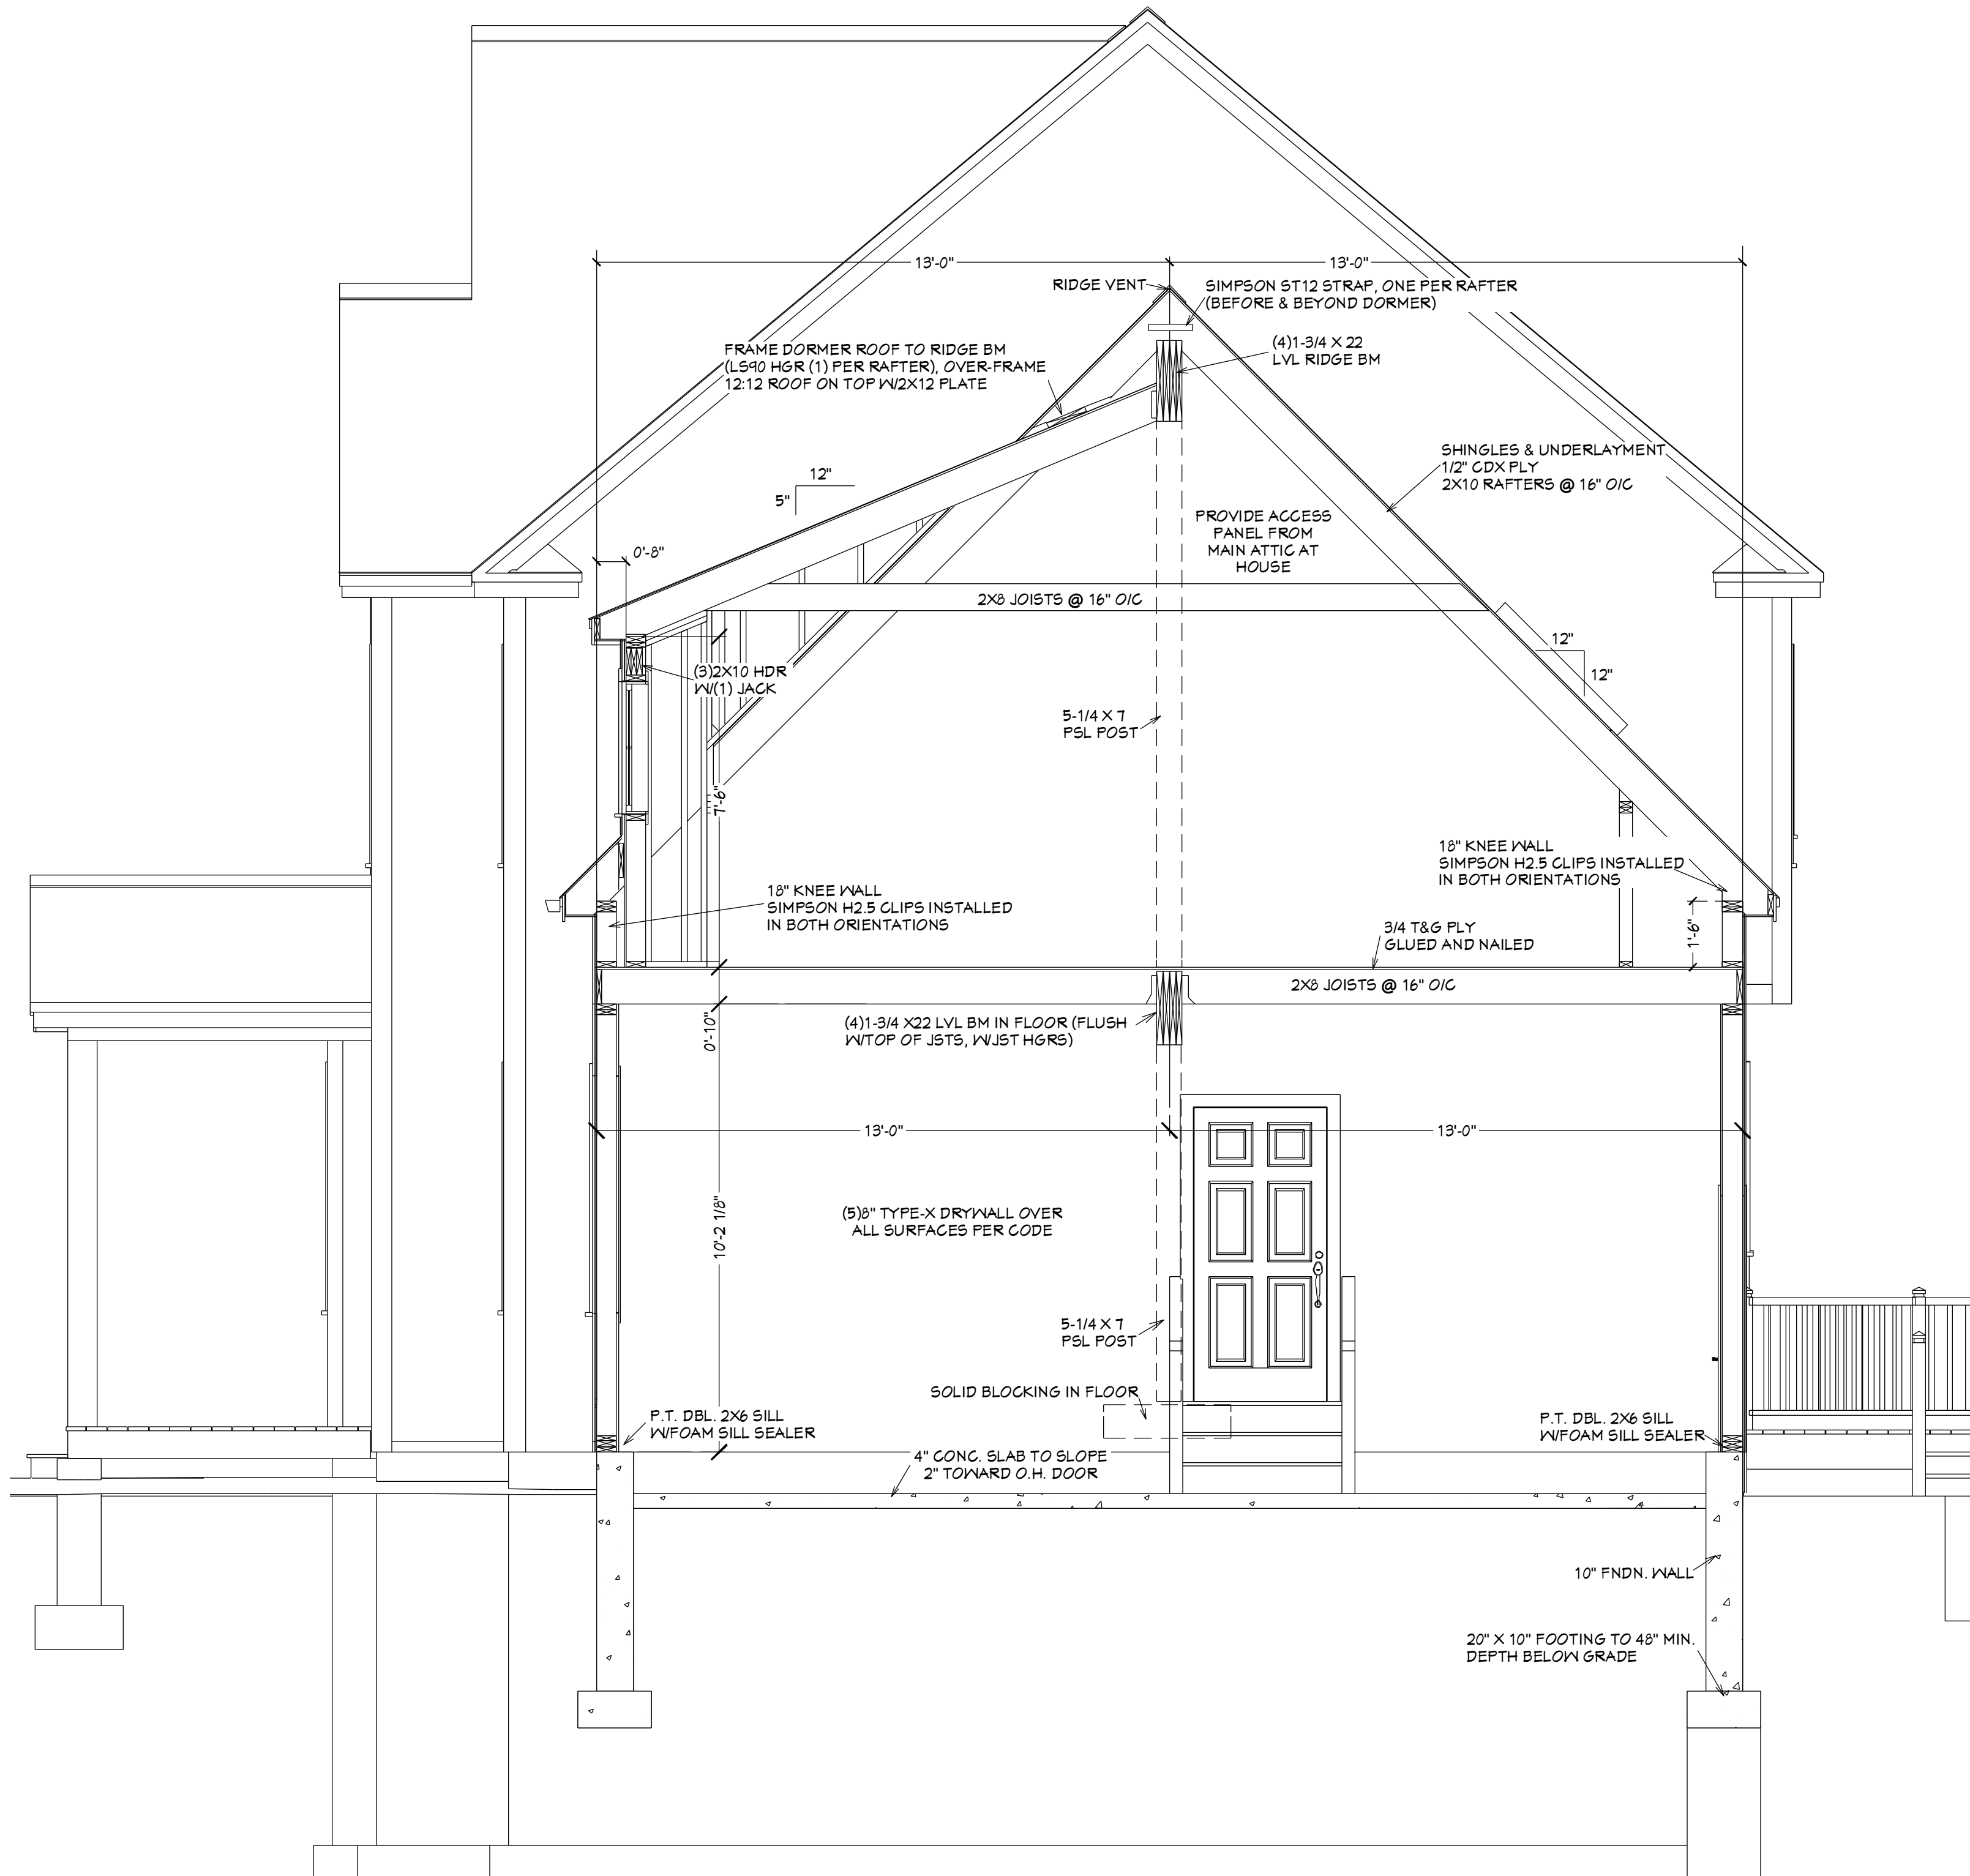 13'-0"
13'-0"
RIDGE VENT
SIMPSON ST12 STRAP, ONE PER RAFTER
(BEFORE & BEYOND DORMER)
FRAME DORMER ROOF TO RIDGE BM
(LS90 HGR (1) PER RAFTER), OVER-FRAME
12:12 ROOF ON TOP W/2X12 PLATE
(4)1-3/4 X 22
LVL RIDGE BM
SHINGLES & UNDERLAYMENT
1/2" CDX PLY
2X10 RAFTERS @ 16" O/C
12"
5"
PROVIDE ACCESS
PANEL FROM
MAIN ATTIC AT
HOUSE
0'-8"
2X8 JOISTS @ 16" O/C
12"
12"
(3)2X10 HDR
W/(1) JACK
5-1/4 X 7
PSL POST
7'-6"
18" KNEE WALL
SIMPSON H2.5 CLIPS INSTALLED
IN BOTH ORIENTATIONS
18" KNEE WALL
SIMPSON H2.5 CLIPS INSTALLED
IN BOTH ORIENTATIONS
3/4 T&G PLY
GLUED AND NAILED
1'-6"
2X8 JOISTS @ 16" O/C
0'-10"
(4)1-3/4 X22 LVL BM IN FLOOR (FLUSH
W/TOP OF JSTS, W/JST HGRS)
13'-0"
13'-0"
10'-2 1/8"
(5)8" TYPE-X DRYWALL OVER
ALL SURFACES PER CODE
5-1/4 X 7
PSL POST
SOLID BLOCKING IN FLOOR
P.T. DBL. 2X6 SILL
W/FOAM SILL SEALER
P.T. DBL. 2X6 SILL
W/FOAM SILL SEALER
4" CONC. SLAB TO SLOPE
2" TOWARD O.H. DOOR
10" FNDN. WALL
20" X 10" FOOTING TO 48" MIN.
DEPTH BELOW GRADE